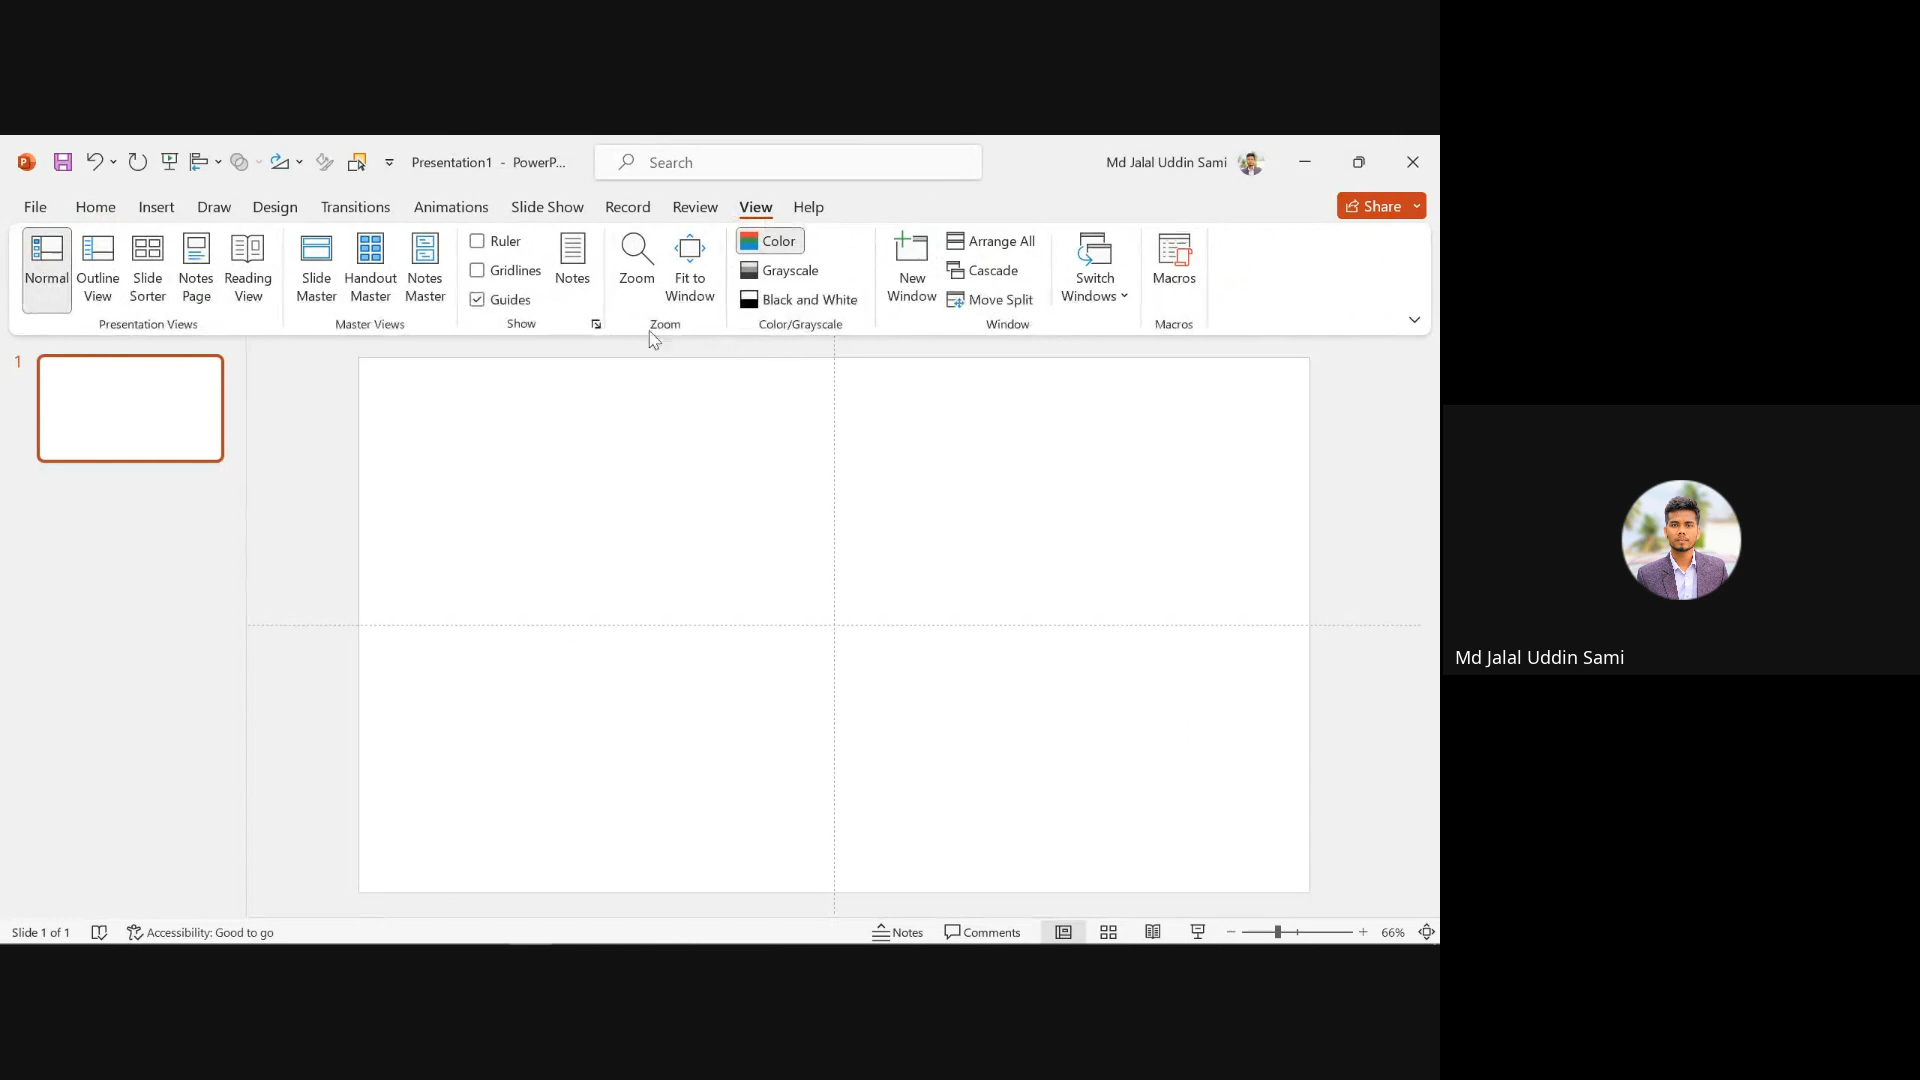 Presentation1 - PowerP...
Search
Md Jalal Uddin Sami
File Home Insert Draw Design Transitions Animations Slide Show Record Review View Help
Share
Normal
Outline View
Slide Sorter
Notes Page
Reading View
Presentation Views
Slide Master
Handout Master
Notes Master
Master Views
Ruler
Gridlines
Guides
Notes
Show
Zoom
Fit to Window
Zoom
Color
Grayscale
Black and White
Color/Grayscale
New Window
Arrange All
Cascade
Move Split
Switch Windows
Window
Macros
Macros
1
Md Jalal Uddin Sami
Slide 1 of 1
Accessibility: Good to go
Notes
Comments
66%